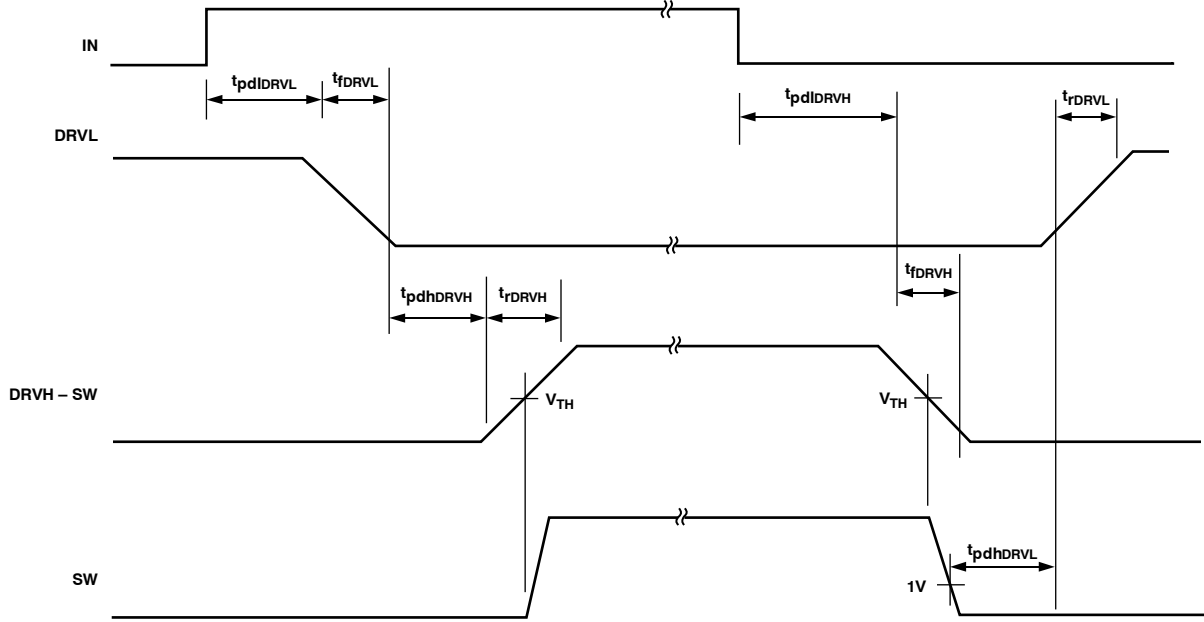 IN
tpdlDRVL
tfDRVL
tpdlDRVH
trDRVL
DRVL
tfDRVH
tpdhDRVH
trDRVH
DRVH – SW
VTH
VTH
tpdhDRVL
SW
1V